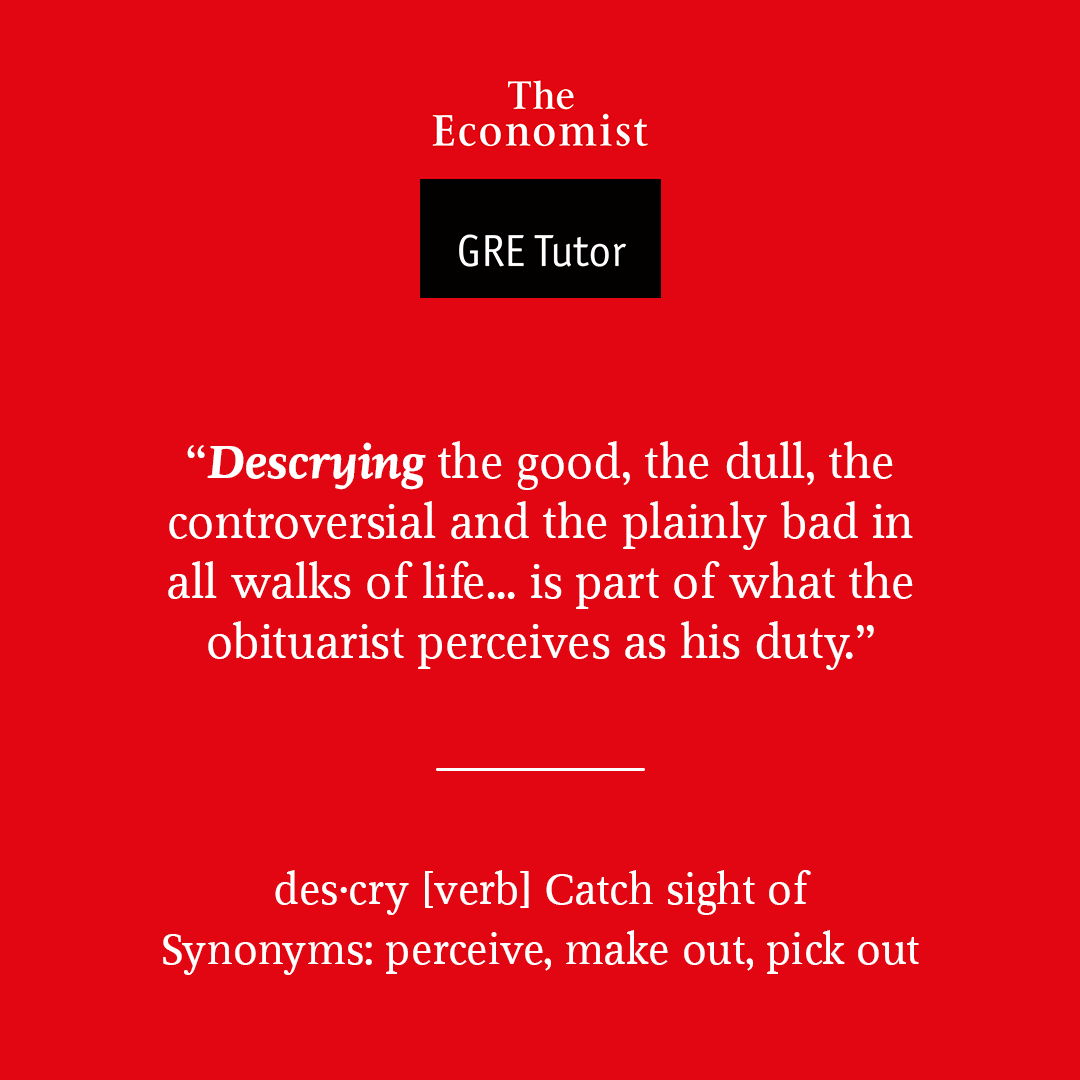 The
Economist
GRE Tutor
“Descrying the good, the dull, the
controversial and the plainly bad in
all walks of life... is part of what the
obituarist perceives as his duty.”
des·cry [verb] Catch sight of
Synonyms: perceive, make out, pick out